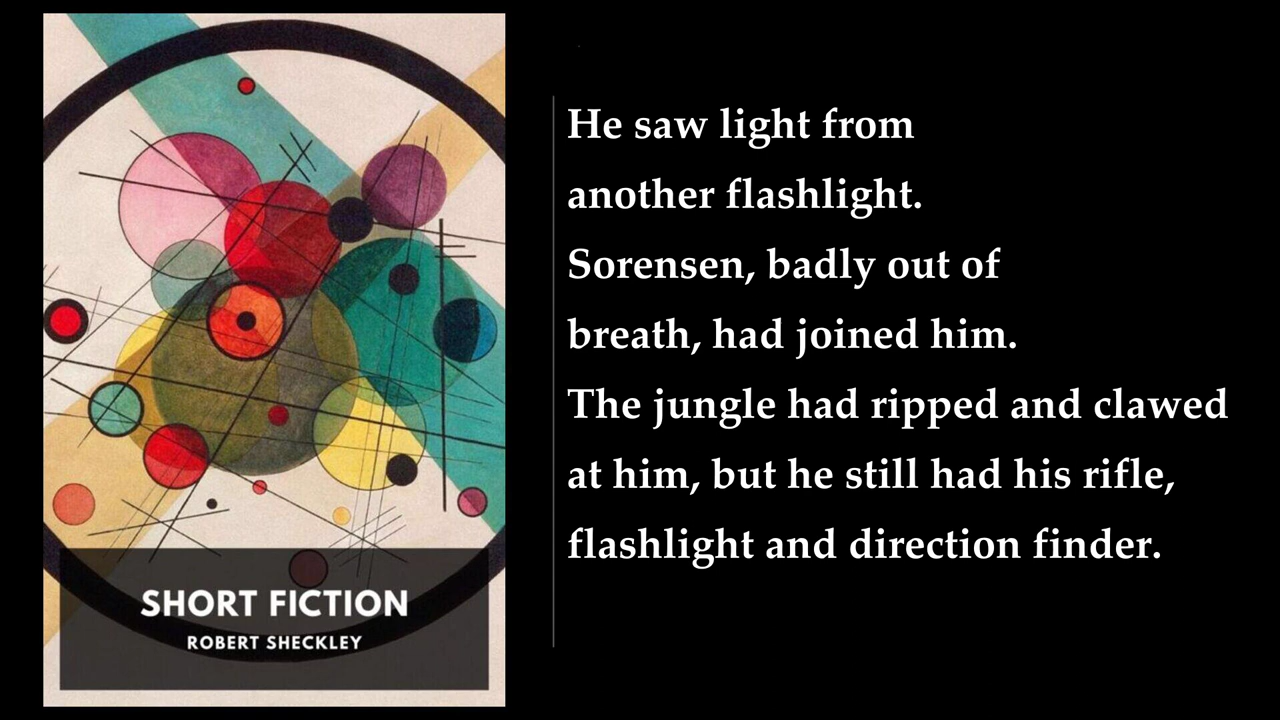 SHORT FICTION
ROBERT SHECKLEY
He saw light from
another flashlight.
Sorensen, badly out of
breath, had joined him.
The jungle had ripped and clawed
at him, but he still had his rifle,
flashlight and direction finder.